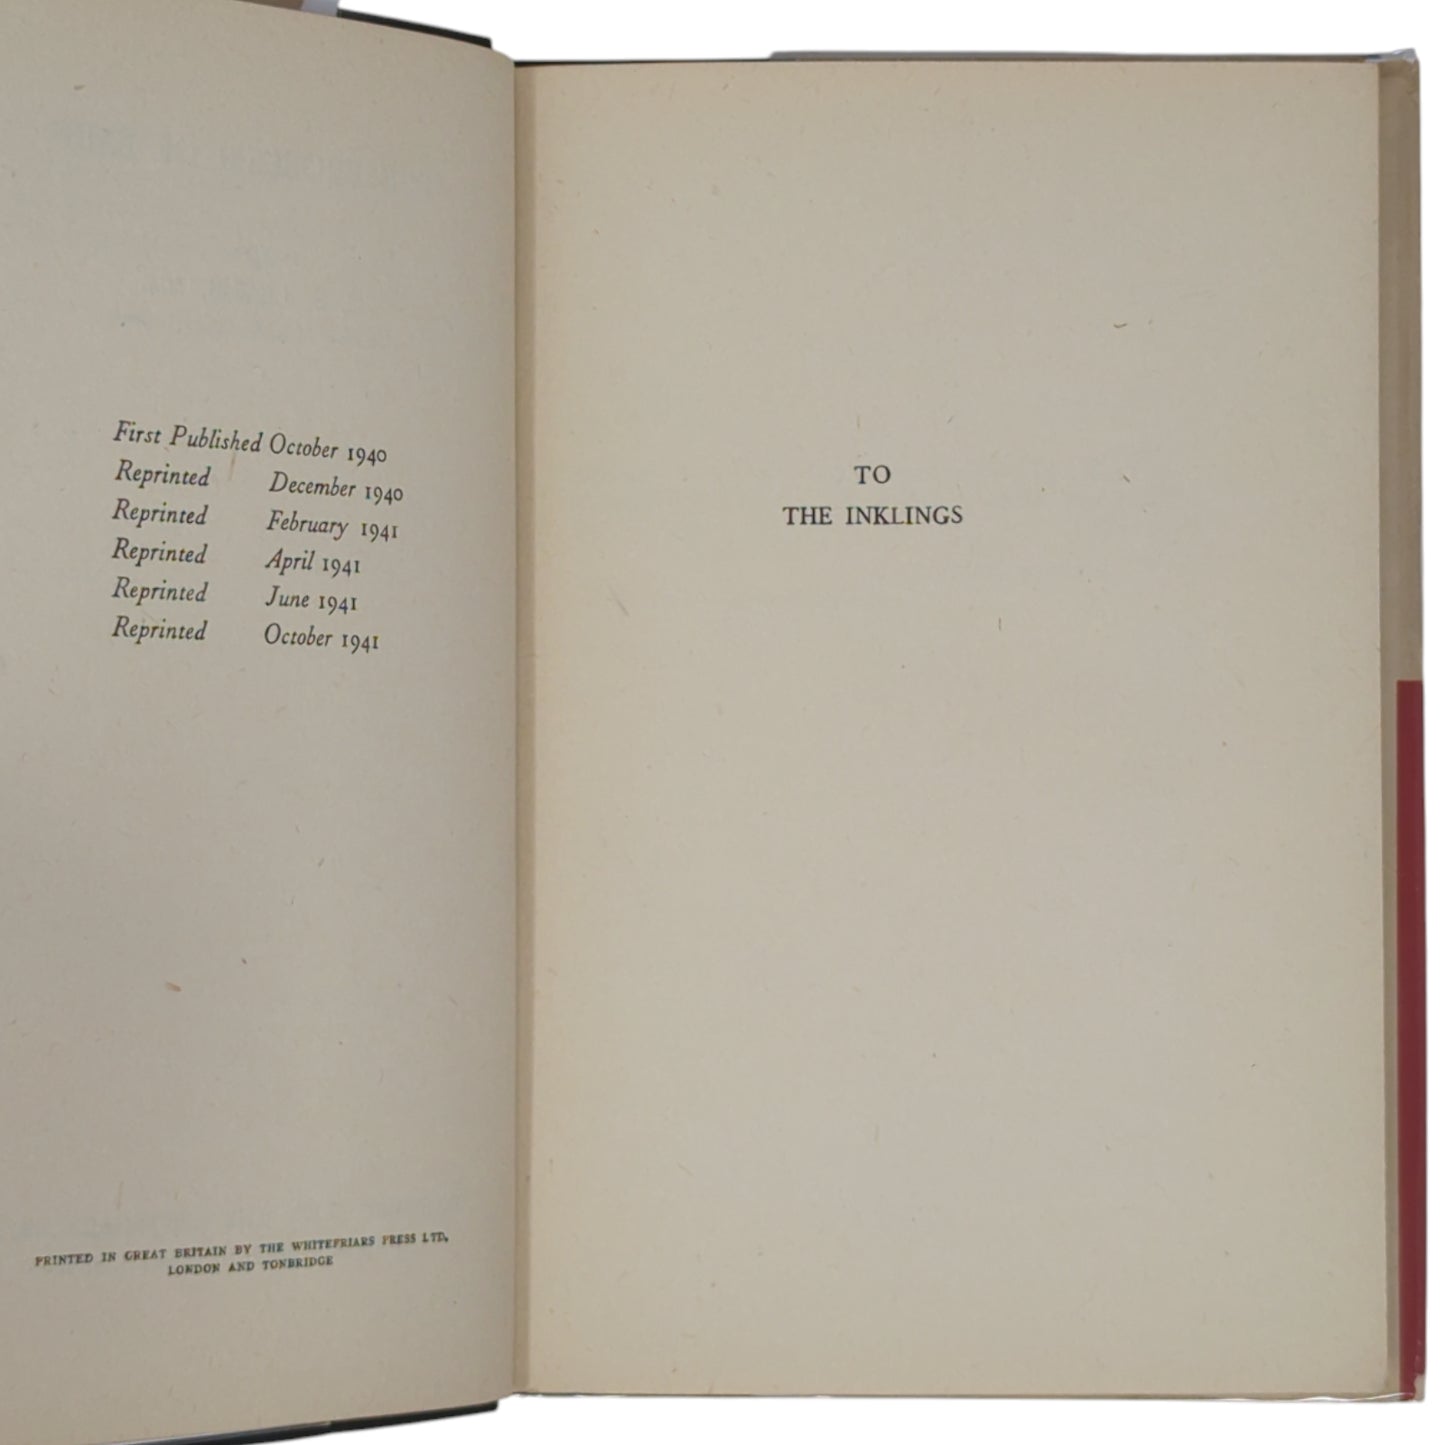 First Published October 1940
Reprinted December 1940
Reprinted February 1941
Reprinted April 1941
Reprinted June 1941
Reprinted October 1941
PRINTED IN GREAT BRITAIN BY THE WHITEFRIARS PRESS LTD.
LONDON AND TONBRIDGE
TO
THE INKLINGS